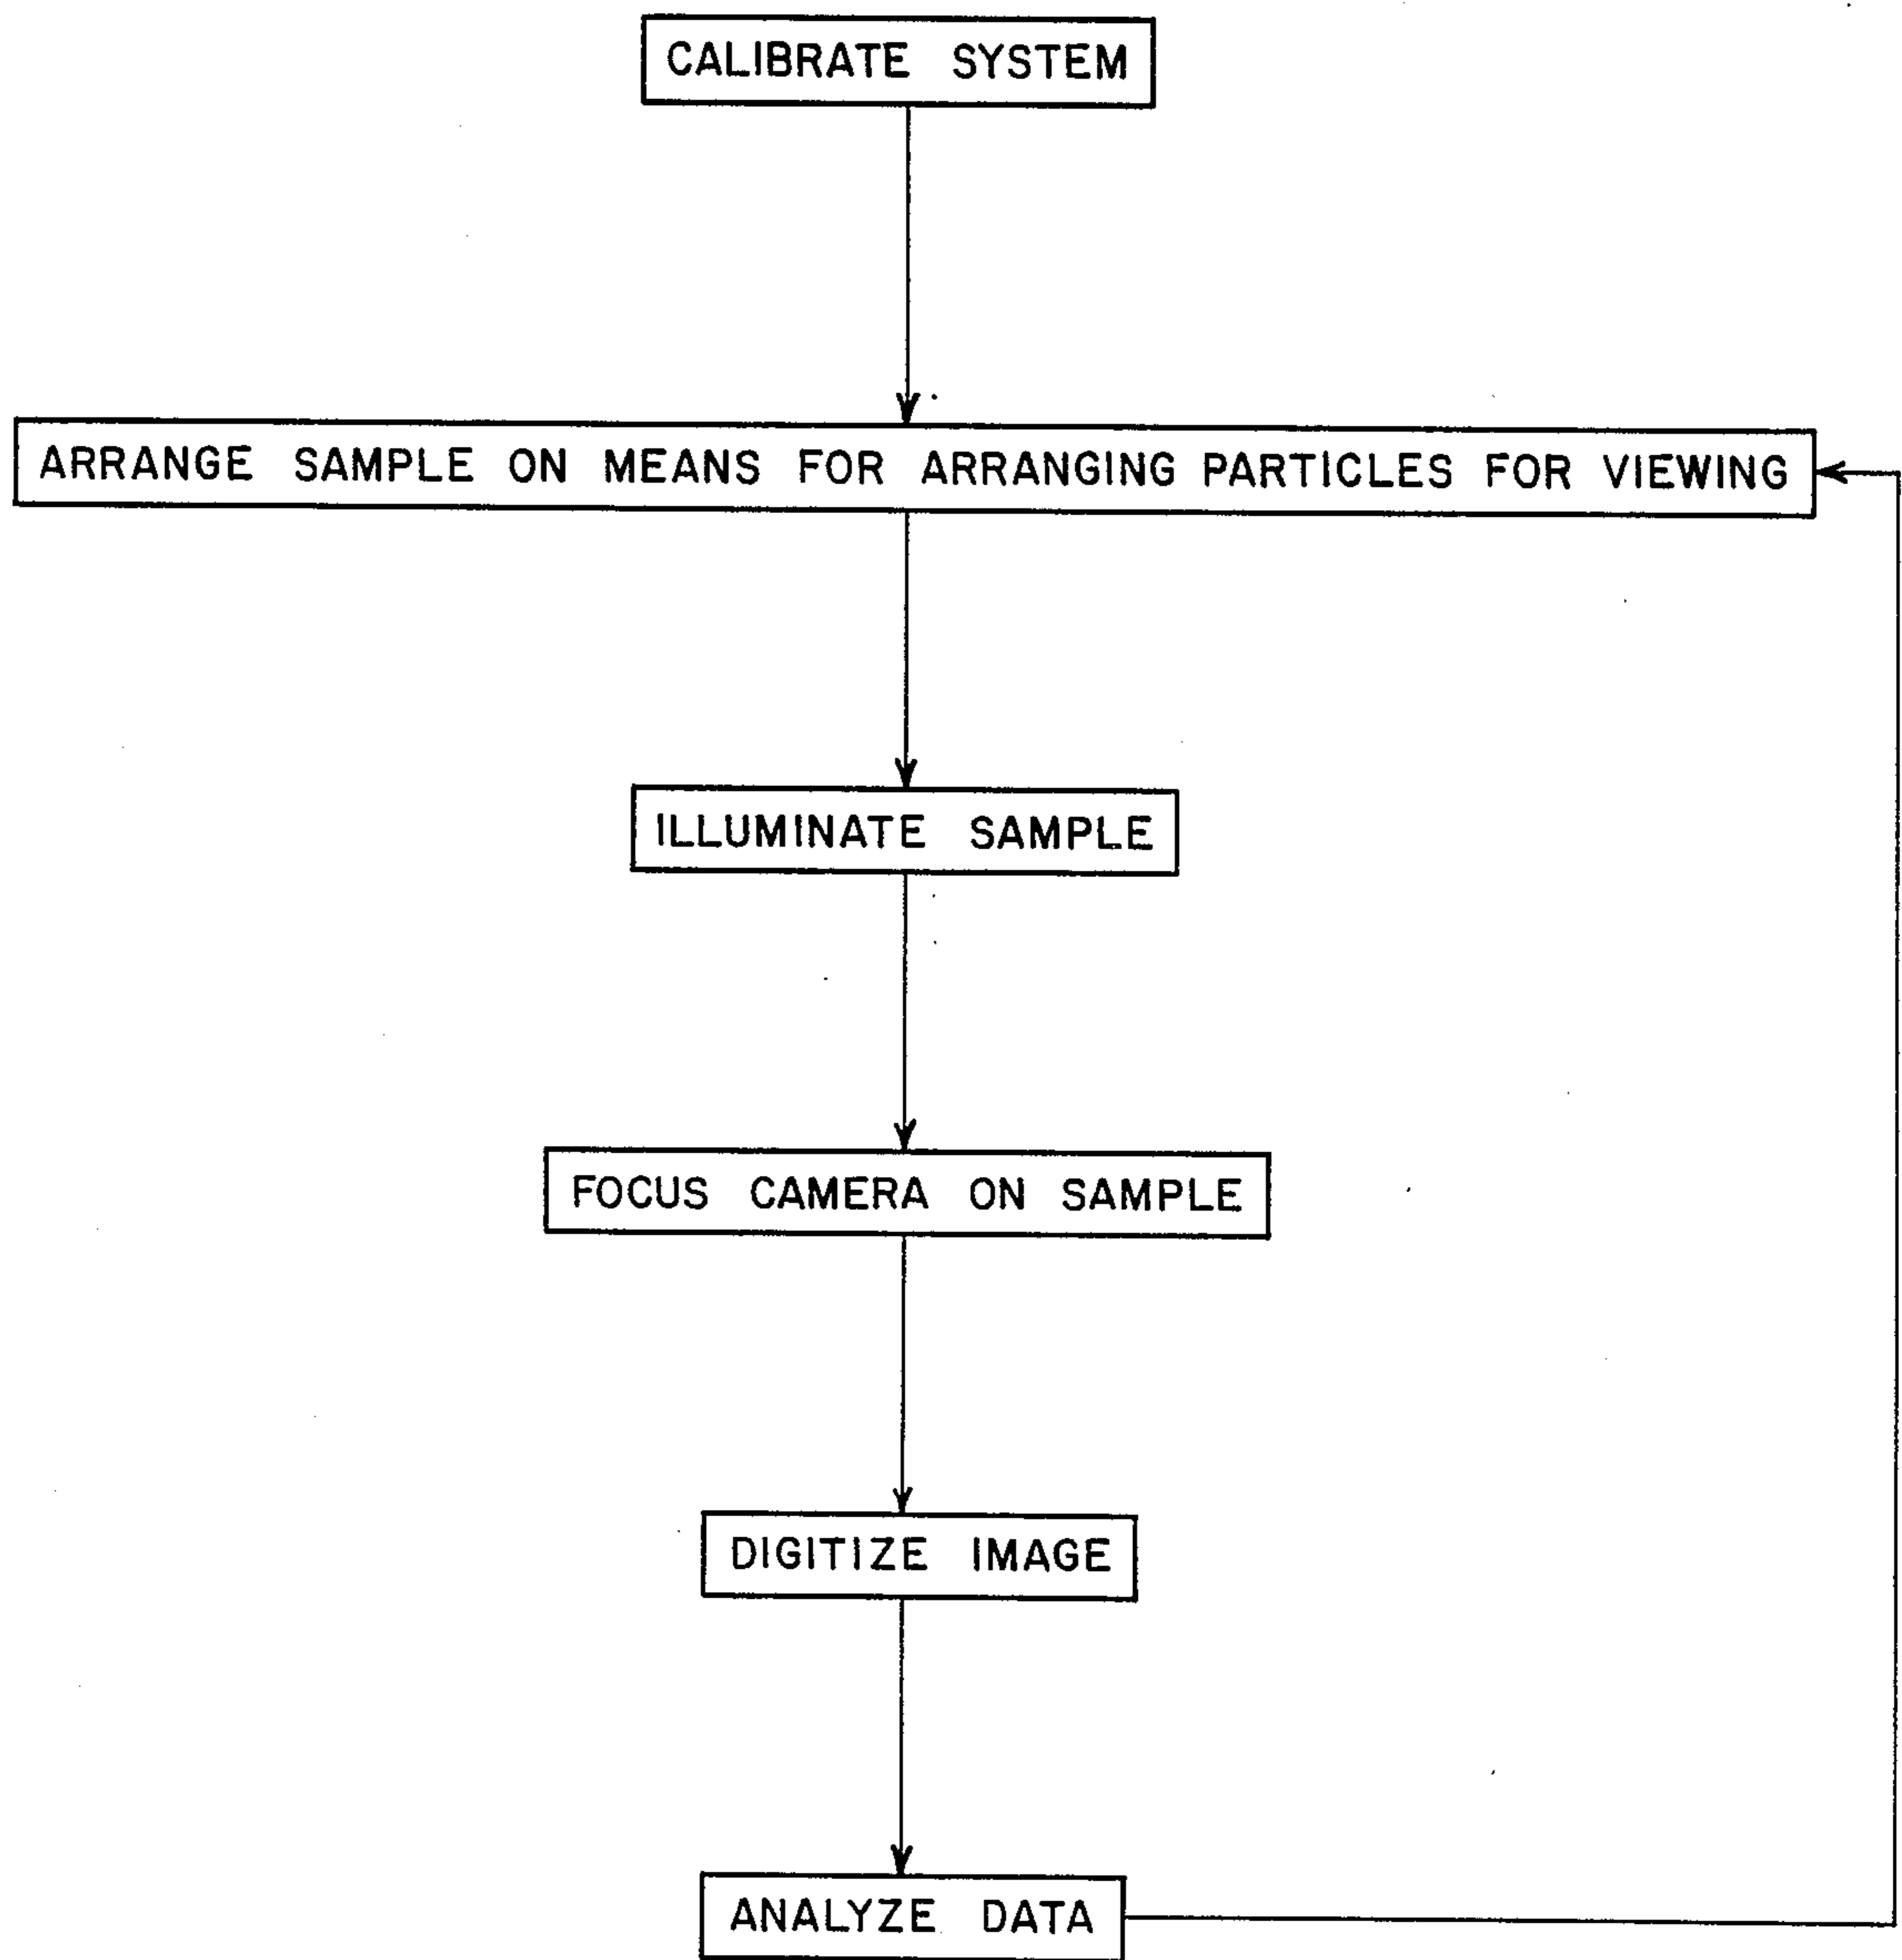 CALIBRATE SYSTEM
ARRANGE SAMPLE ON MEANS FOR ARRANGING PARTICLES FOR VIEWING
ILLUMINATE SAMPLE
FOCUS CAMERA ON SAMPLE
DIGITIZE IMAGE
ANALYZE DATA